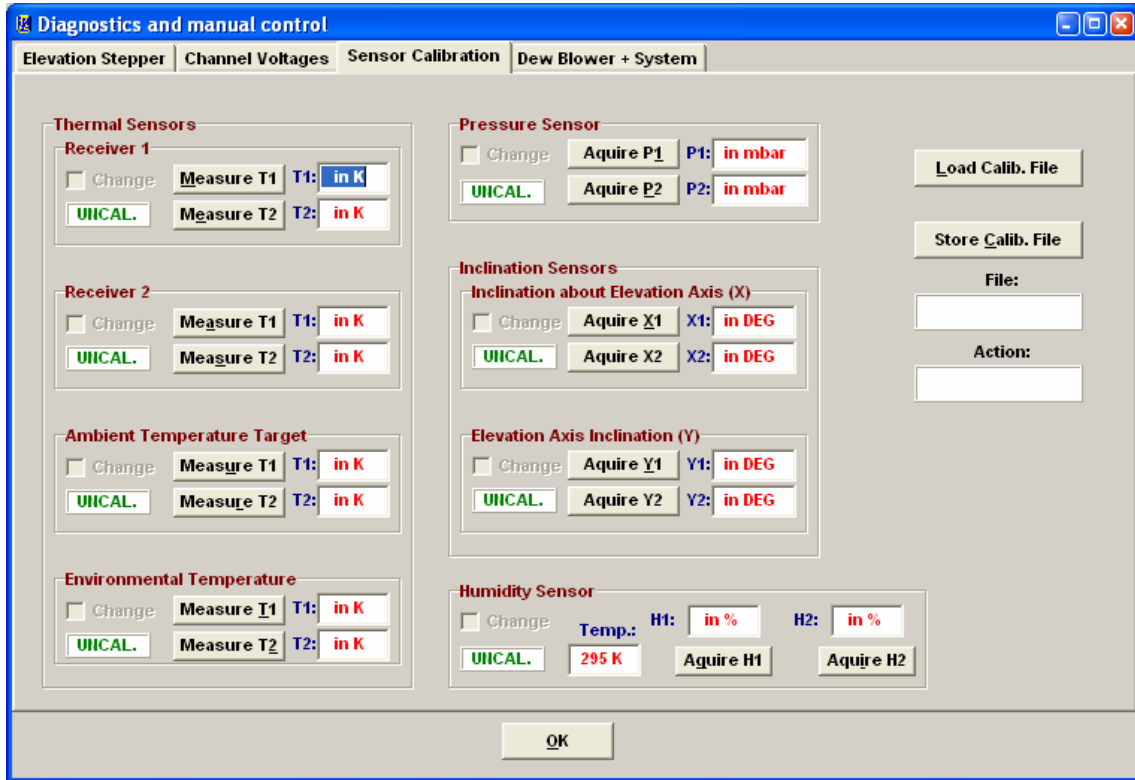 Diagnostics and manual control
Elevation Stepper Channel Voltages Sensor Calibration Dew Blower + System
Thermal Sensors
Receiver 1
Change Measure T1 T1: in K
UNCAL. Measure T2 T2: in K
Receiver 2
Change Measure T1 T1: in K
UNCAL. Measure T2 T2: in K
Ambient Temperature Target
Change Measure T1 T1: in K
UNCAL. Measure T2 T2: in K
Environmental Temperature
Change Measure T1 T1: in K
UNCAL. Measure T2 T2: in K
Pressure Sensor
Change Aquire P1 P1: in mbar
UNCAL. Aquire P2 P2: in mbar
Inclination Sensors
Inclination about Elevation Axis (X)
Change Aquire X1 X1: in DEG
UNCAL. Aquire X2 X2: in DEG
Elevation Axis Inclination (Y)
Change Aquire Y1 Y1: in DEG
UNCAL. Aquire Y2 Y2: in DEG
Humidity Sensor
Change Temp.: H1: in % H2: in %
UNCAL. 295 K Aquire H1 Aquire H2
Load Calib. File
Store Calib. File
File:
Action:
OK